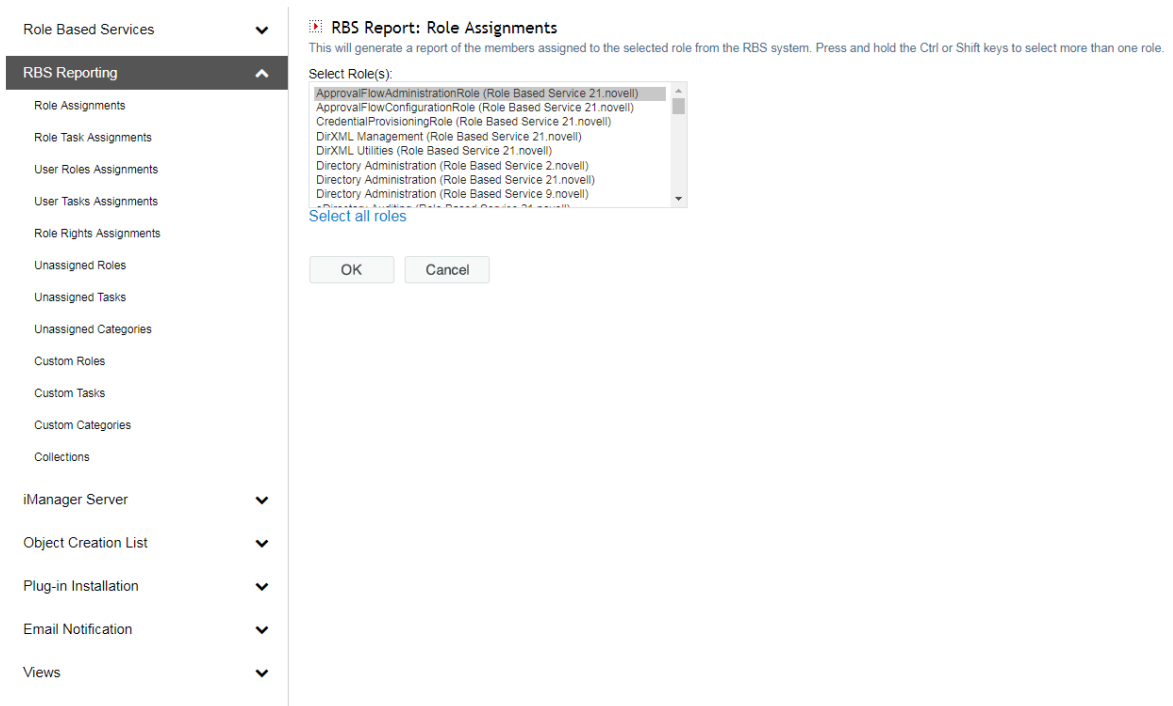 Role Based Services
RBS Reporting
Role Assignments
Role Task Assignments
User Roles Assignments
User Tasks Assignments
Role Rights Assignments
Unassigned Roles
Unassigned Tasks
Unassigned Categories
Custom Roles
Custom Tasks
Custom Categories
Collections
iManager Server
Object Creation List
Plug-in Installation
Email Notification
Views
RBS Report: Role Assignments
This will generate a report of the members assigned to the selected role from the RBS system. Press and hold the Ctrl or Shift keys to select more than one role.
Select Role(s):
ApprovalFlowAdministrationRole (Role Based Service 21.novell)
ApprovalFlowConfigurationRole (Role Based Service 21.novell)
CredentialProvisioningRole (Role Based Service 21.novell)
DirXML Management (Role Based Service 21.novell)
DirXML Utilities (Role Based Service 21.novell)
Directory Administration (Role Based Service 2.novell)
Directory Administration (Role Based Service 21.novell)
Directory Administration (Role Based Service 9.novell)
eDirectory Auditing (Role Based Service 21.novell)
Select all roles
OK
Cancel